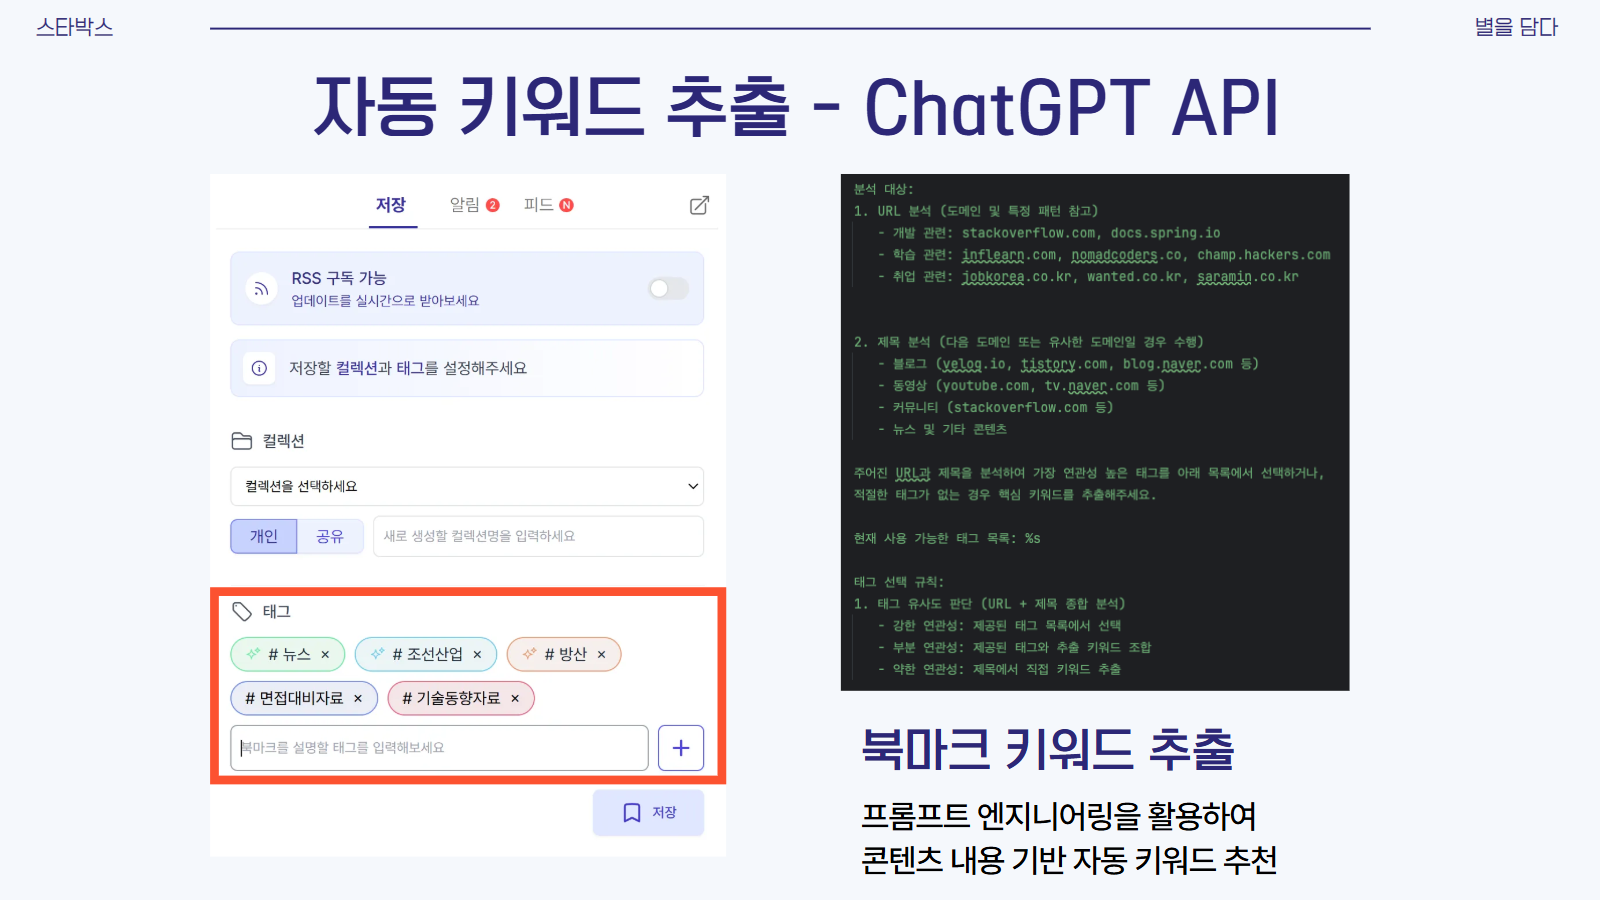 스타박스
별을 담다
자동 키워드 추출 - ChatGPT API
저장
알림 2
피드 N
RSS 구독 가능
업데이트를 실시간으로 받아보세요
저장할 컬렉션과 태그를 설정해주세요
컬렉션
컬렉션을 선택하세요
개인
공유
새로 생성할 컬렉션명을 입력하세요
태그
# 뉴스 ×
# 조선산업 ×
# 방산 ×
# 면접대비자료 ×
# 기술동향자료 ×
북마크를 설명할 태그를 입력해보세요
+
저장
분석 대상:
1. URL 분석 (도메인 및 특정 패턴 참고)
- 개발 관련: stackoverflow.com, docs.spring.io
- 학습 관련: inflearn.com, nomadcoders.co, champ.hackers.com
- 취업 관련: jobkorea.co.kr, wanted.co.kr, saramin.co.kr
2. 제목 분석 (다음 도메인 또는 유사한 도메인일 경우 수행)
- 블로그 (velog.io, tistory.com, blog.naver.com 등)
- 동영상 (youtube.com, tv.naver.com 등)
- 커뮤니티 (stackoverflow.com 등)
- 뉴스 및 기타 콘텐츠
주어진 URL과 제목을 분석하여 가장 연관성 높은 태그를 아래 목록에서 선택하거나,
적절한 태그가 없는 경우 핵심 키워드를 추출해주세요.
현재 사용 가능한 태그 목록: %s
태그 선택 규칙:
1. 태그 유사도 판단 (URL + 제목 종합 분석)
- 강한 연관성: 제공된 태그 목록에서 선택
- 부분 연관성: 제공된 태그와 추출 키워드 조합
- 약한 연관성: 제목에서 직접 키워드 추출
북마크 키워드 추출
프롬프트 엔지니어링을 활용하여
콘텐츠 내용 기반 자동 키워드 추천